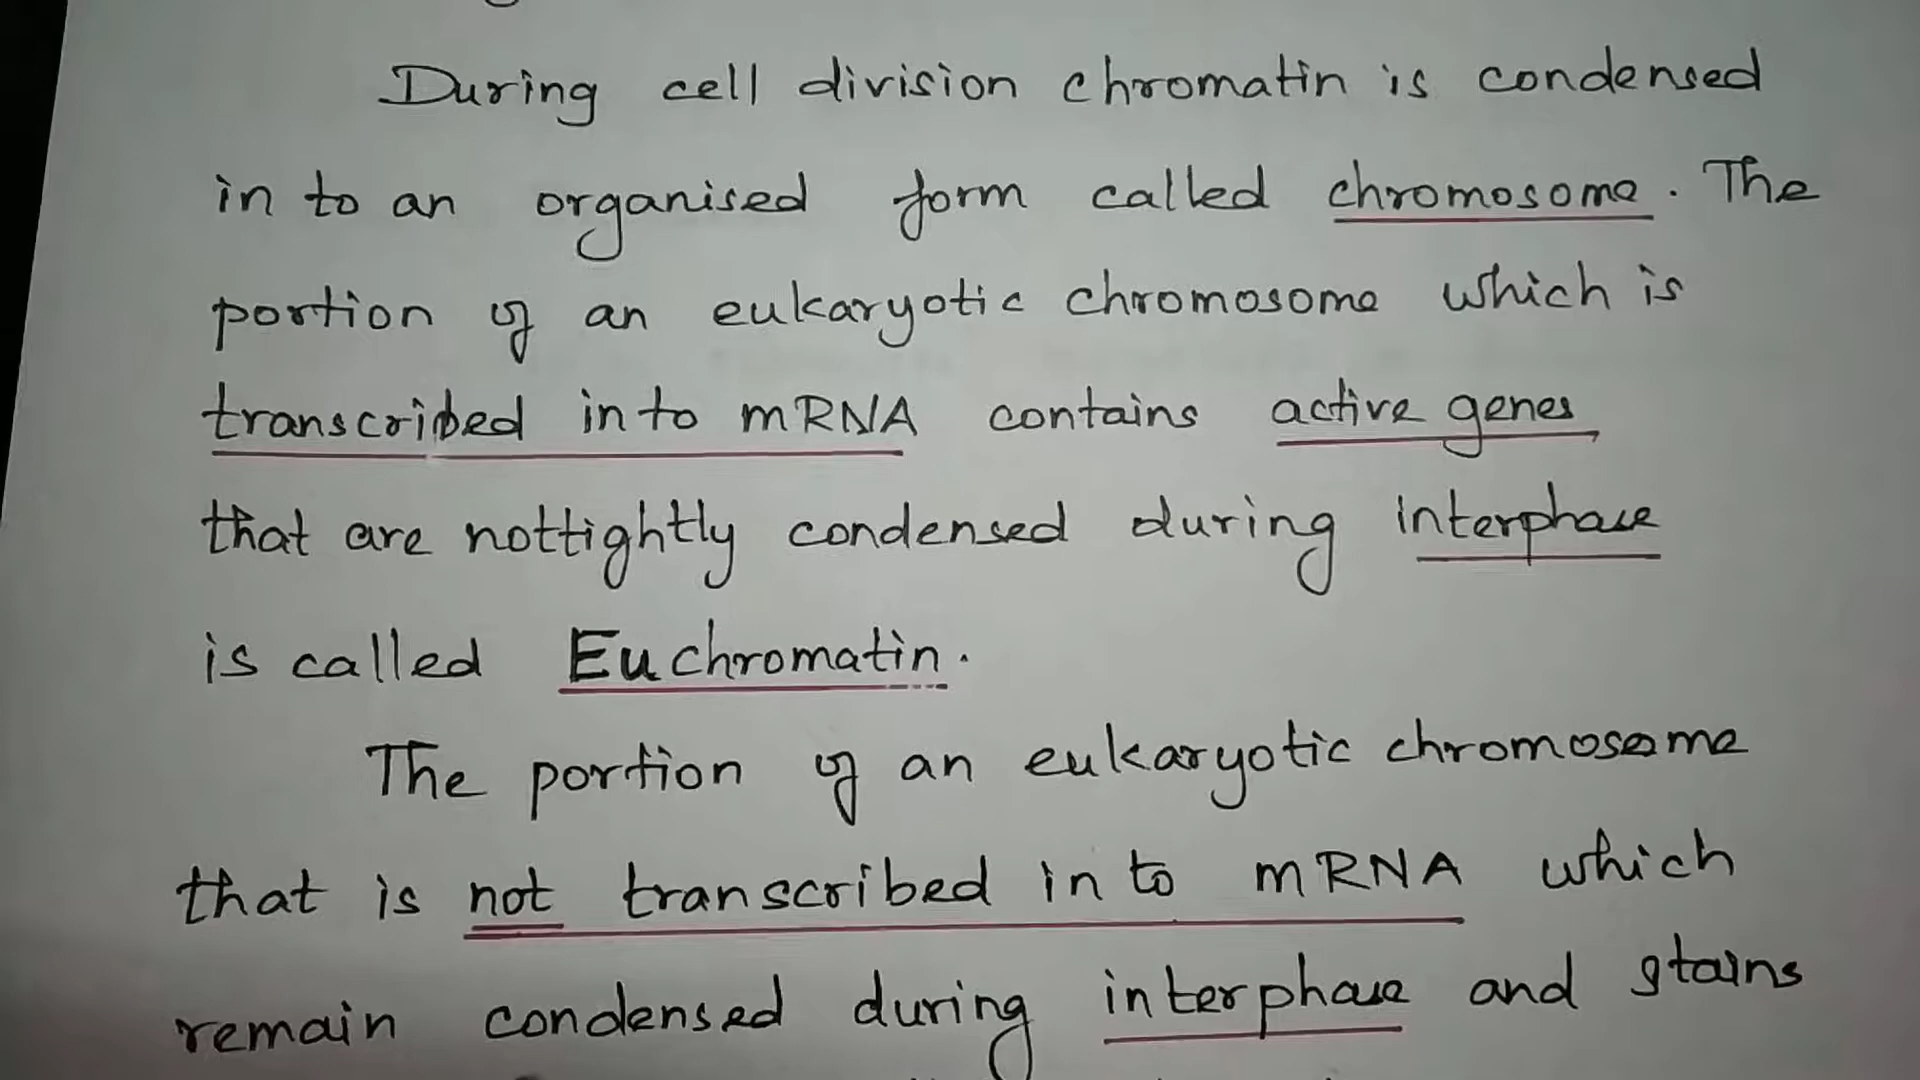 During cell division chromatin is condensed
in to an organised form called chromosome. The
portion of an eukaryotic chromosome which is
transcribed in to mRNA contains active genes
that are nottightly condensed during interphase
is called Euchromatin.
The portion of an eukaryotic chromosome
that is not transcribed in to mRNA which
remain condensed during interphase and stains